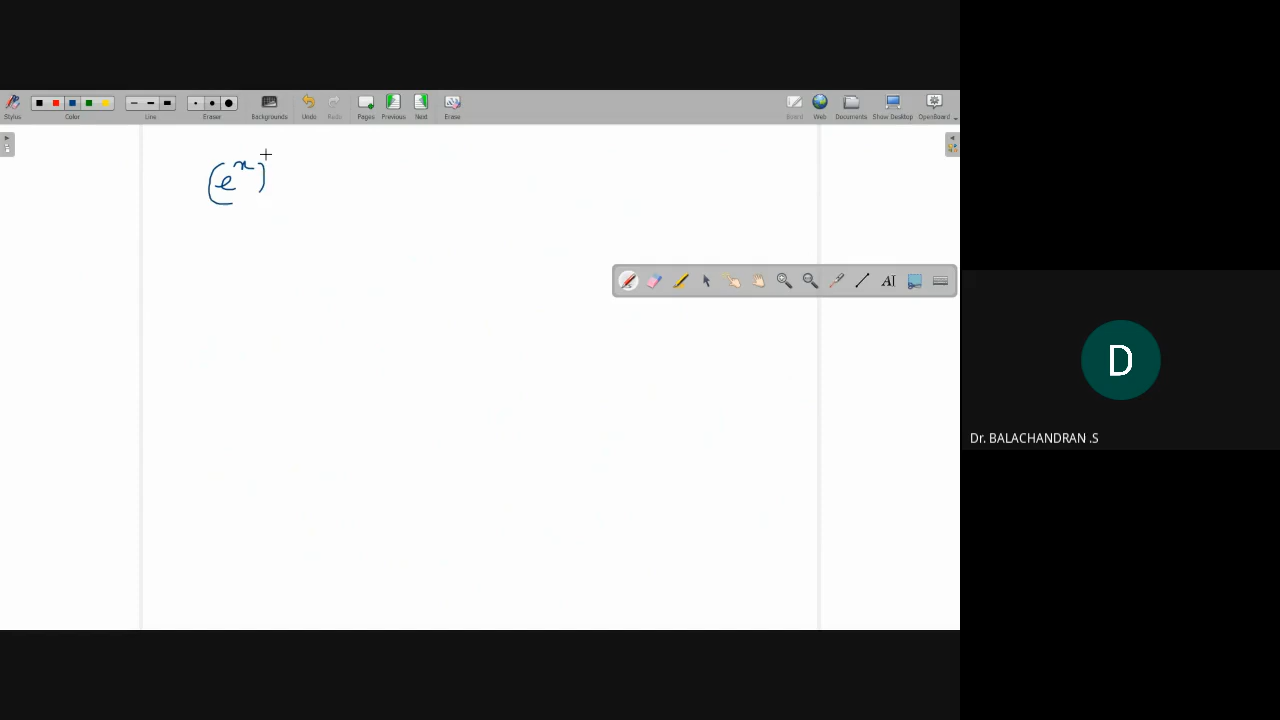 Stylus Color Line Eraser Backgrounds Undo Redo Pages Previous Next Erase Board Web Documents Show Desktop OpenBoard
(e^x)
AI
D
Dr. BALACHANDRAN .S